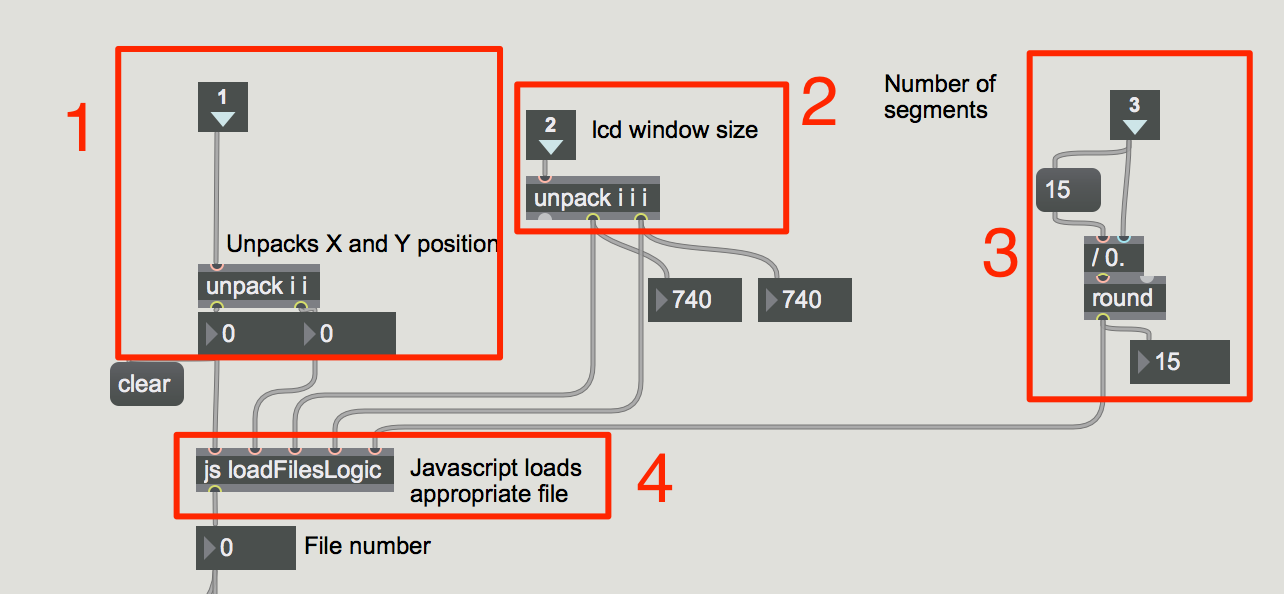 1
1
Unpacks X and Y position
unpack i i
0
0
clear
2
2
lcd window size
unpack i i i
740
740
Number of
segments
3
3
15
/ 0.
round
15
4
js loadFilesLogic
Javascript loads
appropriate file
0
File number